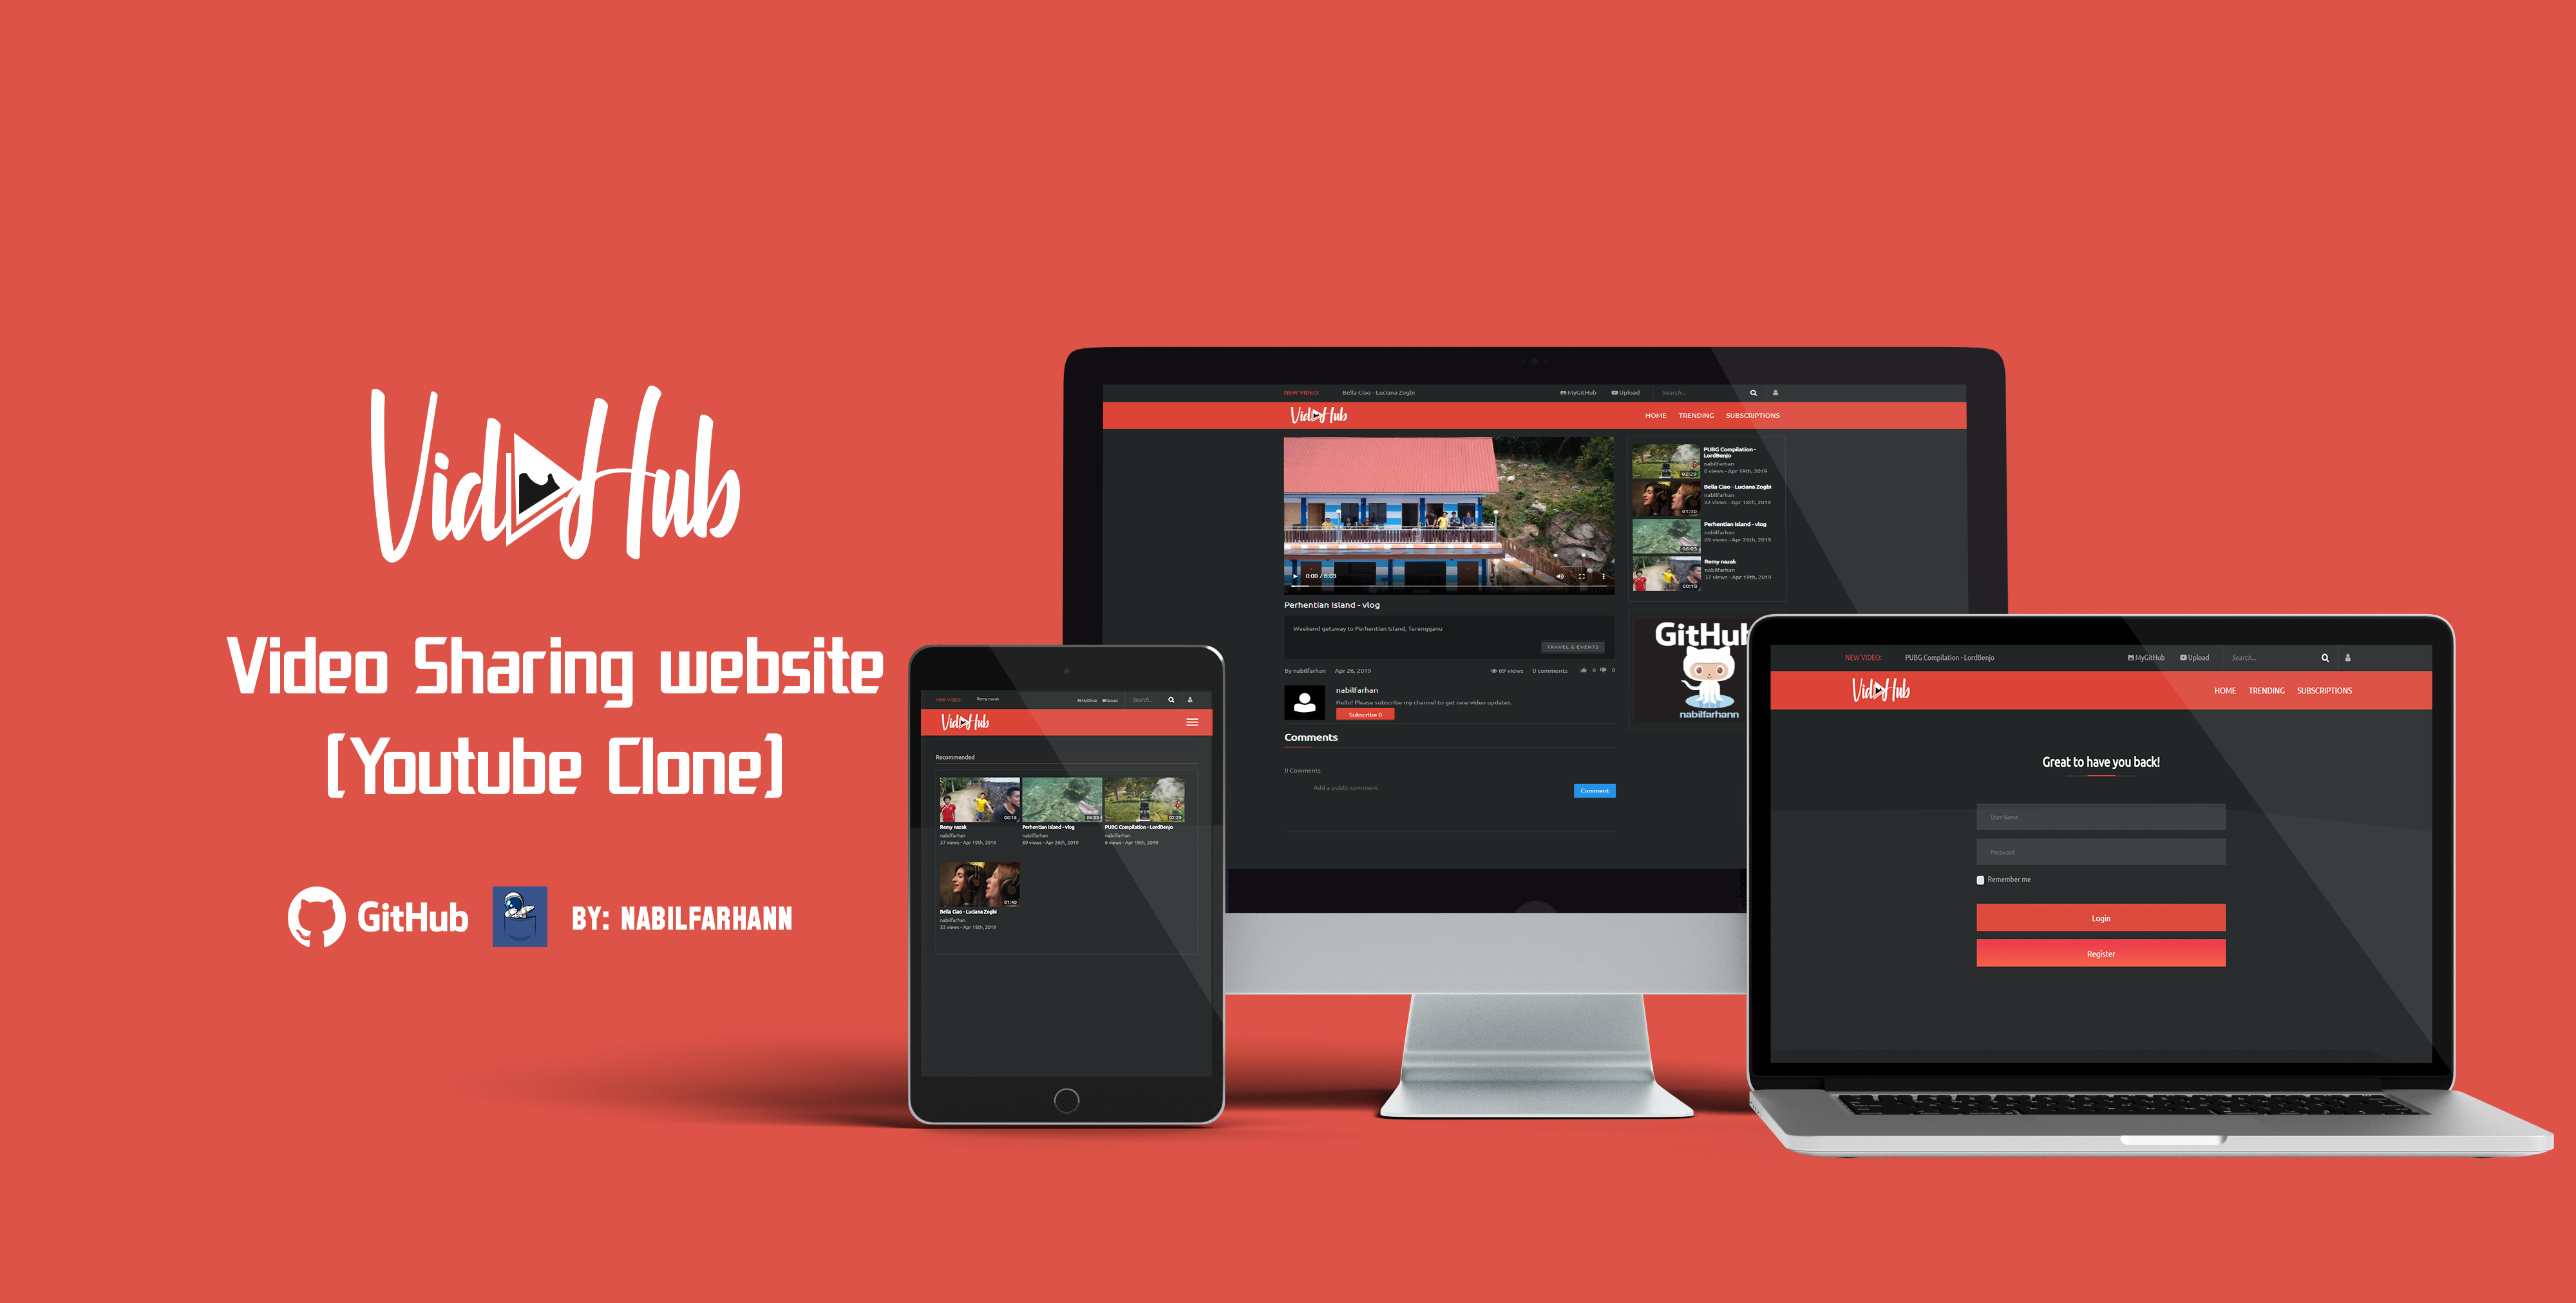 VidHub
Video Sharing website
(Youtube Clone)
GitHub
BY: NABILFARHANN
NEW VIDEO:
Remy nazak
MyGitHub
Upload
Search...
VidHub
Recommended
00:18
Remy nazak
nabilfarhan
37 views - Apr 19th, 2019
06:03
Perhentian Island - vlog
nabilfarhan
69 views - Apr 26th, 2019
02:29
PUBG Compilation - LordBenjo
nabilfarhan
6 views - Apr 19th, 2019
01:40
Bella Ciao - Luciana Zogbi
nabilfarhan
32 views - Apr 18th, 2019
NEW VIDEO:
Bella Ciao - Luciana Zogbi
MyGitHub
Upload
Search...
VidHub
HOME
TRENDING
SUBSCRIPTIONS
0:00 / 6:03
Perhentian Island - vlog
Weekend getaway to Perhentian Island, Terengganu
TRAVEL & EVENTS
By nabilfarhan
Apr 26, 2019
69 views
0 comments
0
0
nabilfarhan
Hello! Please subscribe my channel to get new video updates.
Subscribe 0
Comments
0 Comments
Add a public comment
Comment
02:29
PUBG Compilation -
LordBenjo
nabilfarhan
6 views - Apr 19th, 2019
01:40
Bella Ciao - Luciana Zogbi
nabilfarhan
32 views - Apr 18th, 2019
06:03
Perhentian Island - vlog
nabilfarhan
69 views - Apr 26th, 2019
00:18
Remy nazak
nabilfarhan
37 views - Apr 19th, 2019
GitHub
nabilfarhann
NEW VIDEO:
PUBG Compilation - LordBenjo
MyGitHub
Upload
Search...
VidHub
HOME
TRENDING
SUBSCRIPTIONS
Great to have you back!
User Name
Password
Remember me
Login
Register